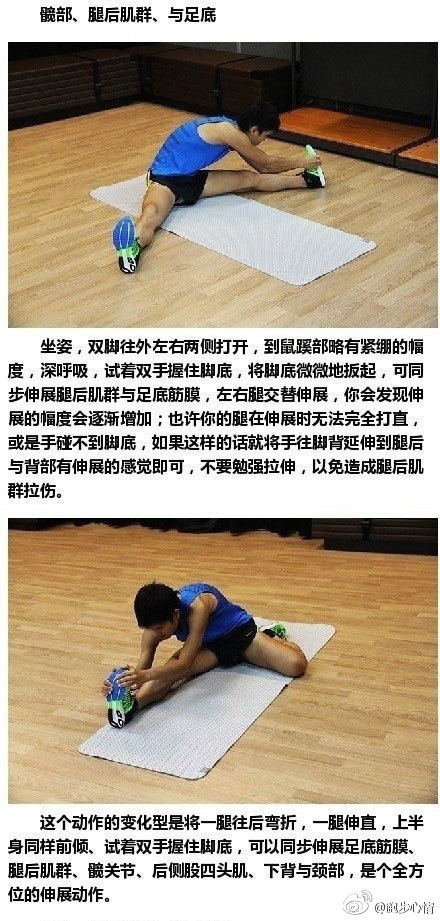 髋部、腿后肌群、与足底
坐姿，双脚往外左右两侧打开，到鼠蹊部略有紧绷的幅
度，深呼吸，试着双手握住脚底，将脚底微微地扳起，可同
步伸展腿后肌群与足底筋膜，左右腿交替伸展，你会发现伸
展的幅度会逐渐增加；也许你的腿在伸展时无法完全打直，
或是手碰不到脚底，如果这样的话就将手往脚背延伸到腿后
与背部有伸展的感觉即可，不要勉强拉伸，以免造成腿后肌
群拉伤。
这个动作的变化型是将一腿往后弯折，一腿伸直，上半
身同样前倾、试着双手握住脚底，可以同步伸展足底筋膜、
腿后肌群、髋关节、后侧股四头肌、下背与颈部，是个全方
位的伸展动作。
@跑步心情